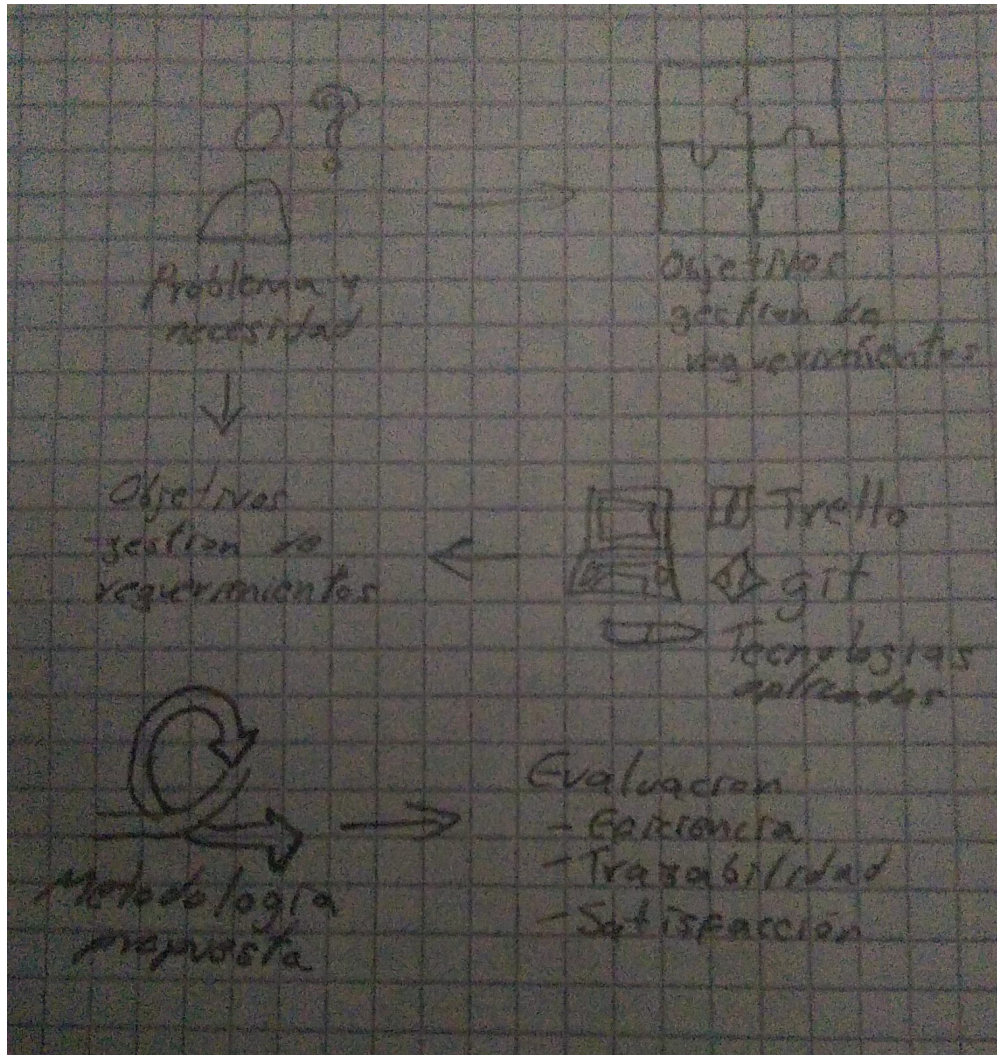 ?
Problema y
necesidad
Objetivos
gestion de
requerimientos
Objetivos
gestion de
requerimientos
Trello
git
Tecnologias
aplicadas
Metodologia
propuesta
Evaluacion
- Eficiencia
- Trazabilidad
- Satisfacción